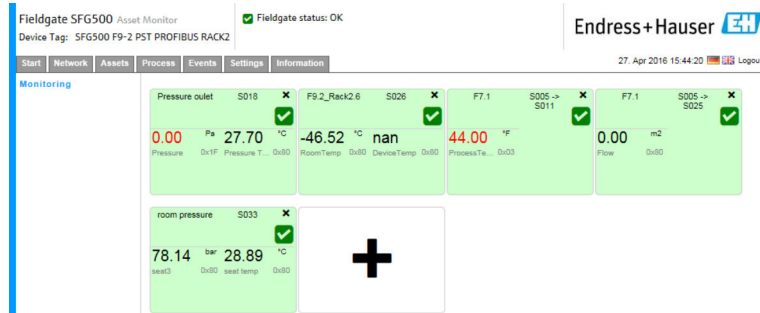 Fieldgate SFG500 Asset Monitor
Device Tag: SFG500 F9-2 PST PROFIBUS RACK2
Fieldgate status: OK
Endress+Hauser EH
Start Network Assets Process Events Settings Information
27. Apr 2016 15:44:20 Logou
Monitoring
Pressure oulet S018 ×
0.00 Pa 27.70 °C
Pressure 0x1F Pressure T... 0x80
F9.2_Rack2.6 S026 ×
-46.52 °C nan
RoomTemp 0x80 DeviceTemp 0x80
F7.1 S005 -> ×
S011
44.00 °F
ProcessTe... 0x03
F7.1 S005 -> ×
S025
0.00 m2
Flow 0x80
room pressure S033 ×
78.14 bar 28.89 °C
seat3 0x80 seat temp 0x80
+